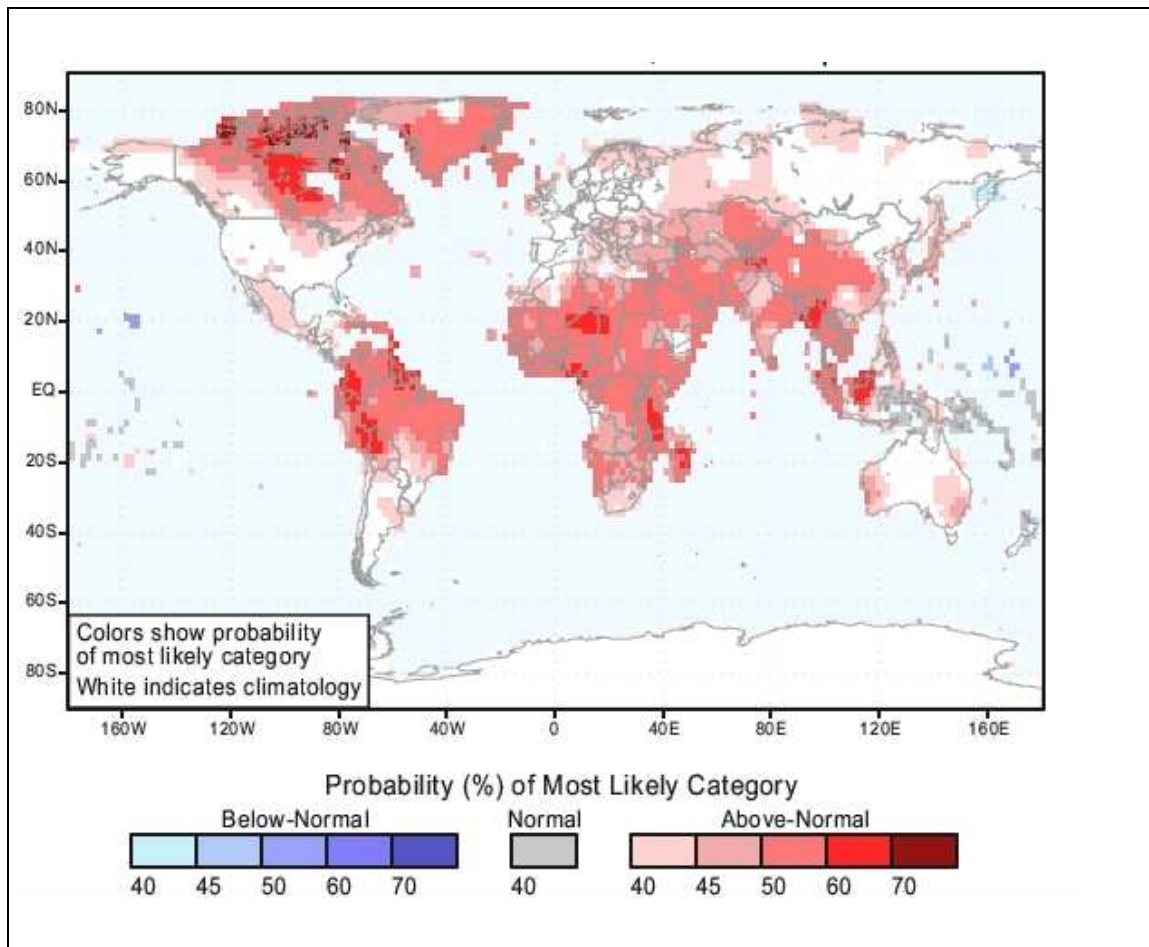 80N
60N
40N
20N
EQ
20S
40S
60S
80S
Colors show probability
of most likely category
White indicates climatology
160W 120W 80W 40W 0 40E 80E 120E 160E
Probability (%) of Most Likely Category
Below-Normal Normal Above-Normal
40 45 50 60 70 40 40 45 50 60 70